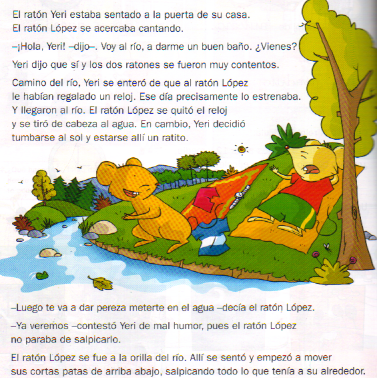 El ratón Yeri estaba sentado a la puerta de su casa.
El ratón López se acercaba cantando.
–¡Hola, Yeri! –dijo–. Voy al río, a darme un buen baño. ¿Vienes?
Yeri dijo que sí y los dos ratones se fueron muy contentos.
Camino del río, Yeri se enteró de que al ratón López
le habían regalado un reloj. Ese día precisamente lo estrenaba.
Y llegaron al río. El ratón López se quitó el reloj
y se tiró de cabeza al agua. En cambio, Yeri decidió
tumbarse al sol y estarse allí un ratito.
–Luego te va a dar pereza meterte en el agua –decía el ratón López.
–Ya veremos –contestó Yeri de mal humor, pues el ratón López
no paraba de salpicarlo.
El ratón López se fue a la orilla del río. Allí se sentó y empezó a mover
sus cortas patas de arriba abajo, salpicando todo lo que tenía a su alrededor.